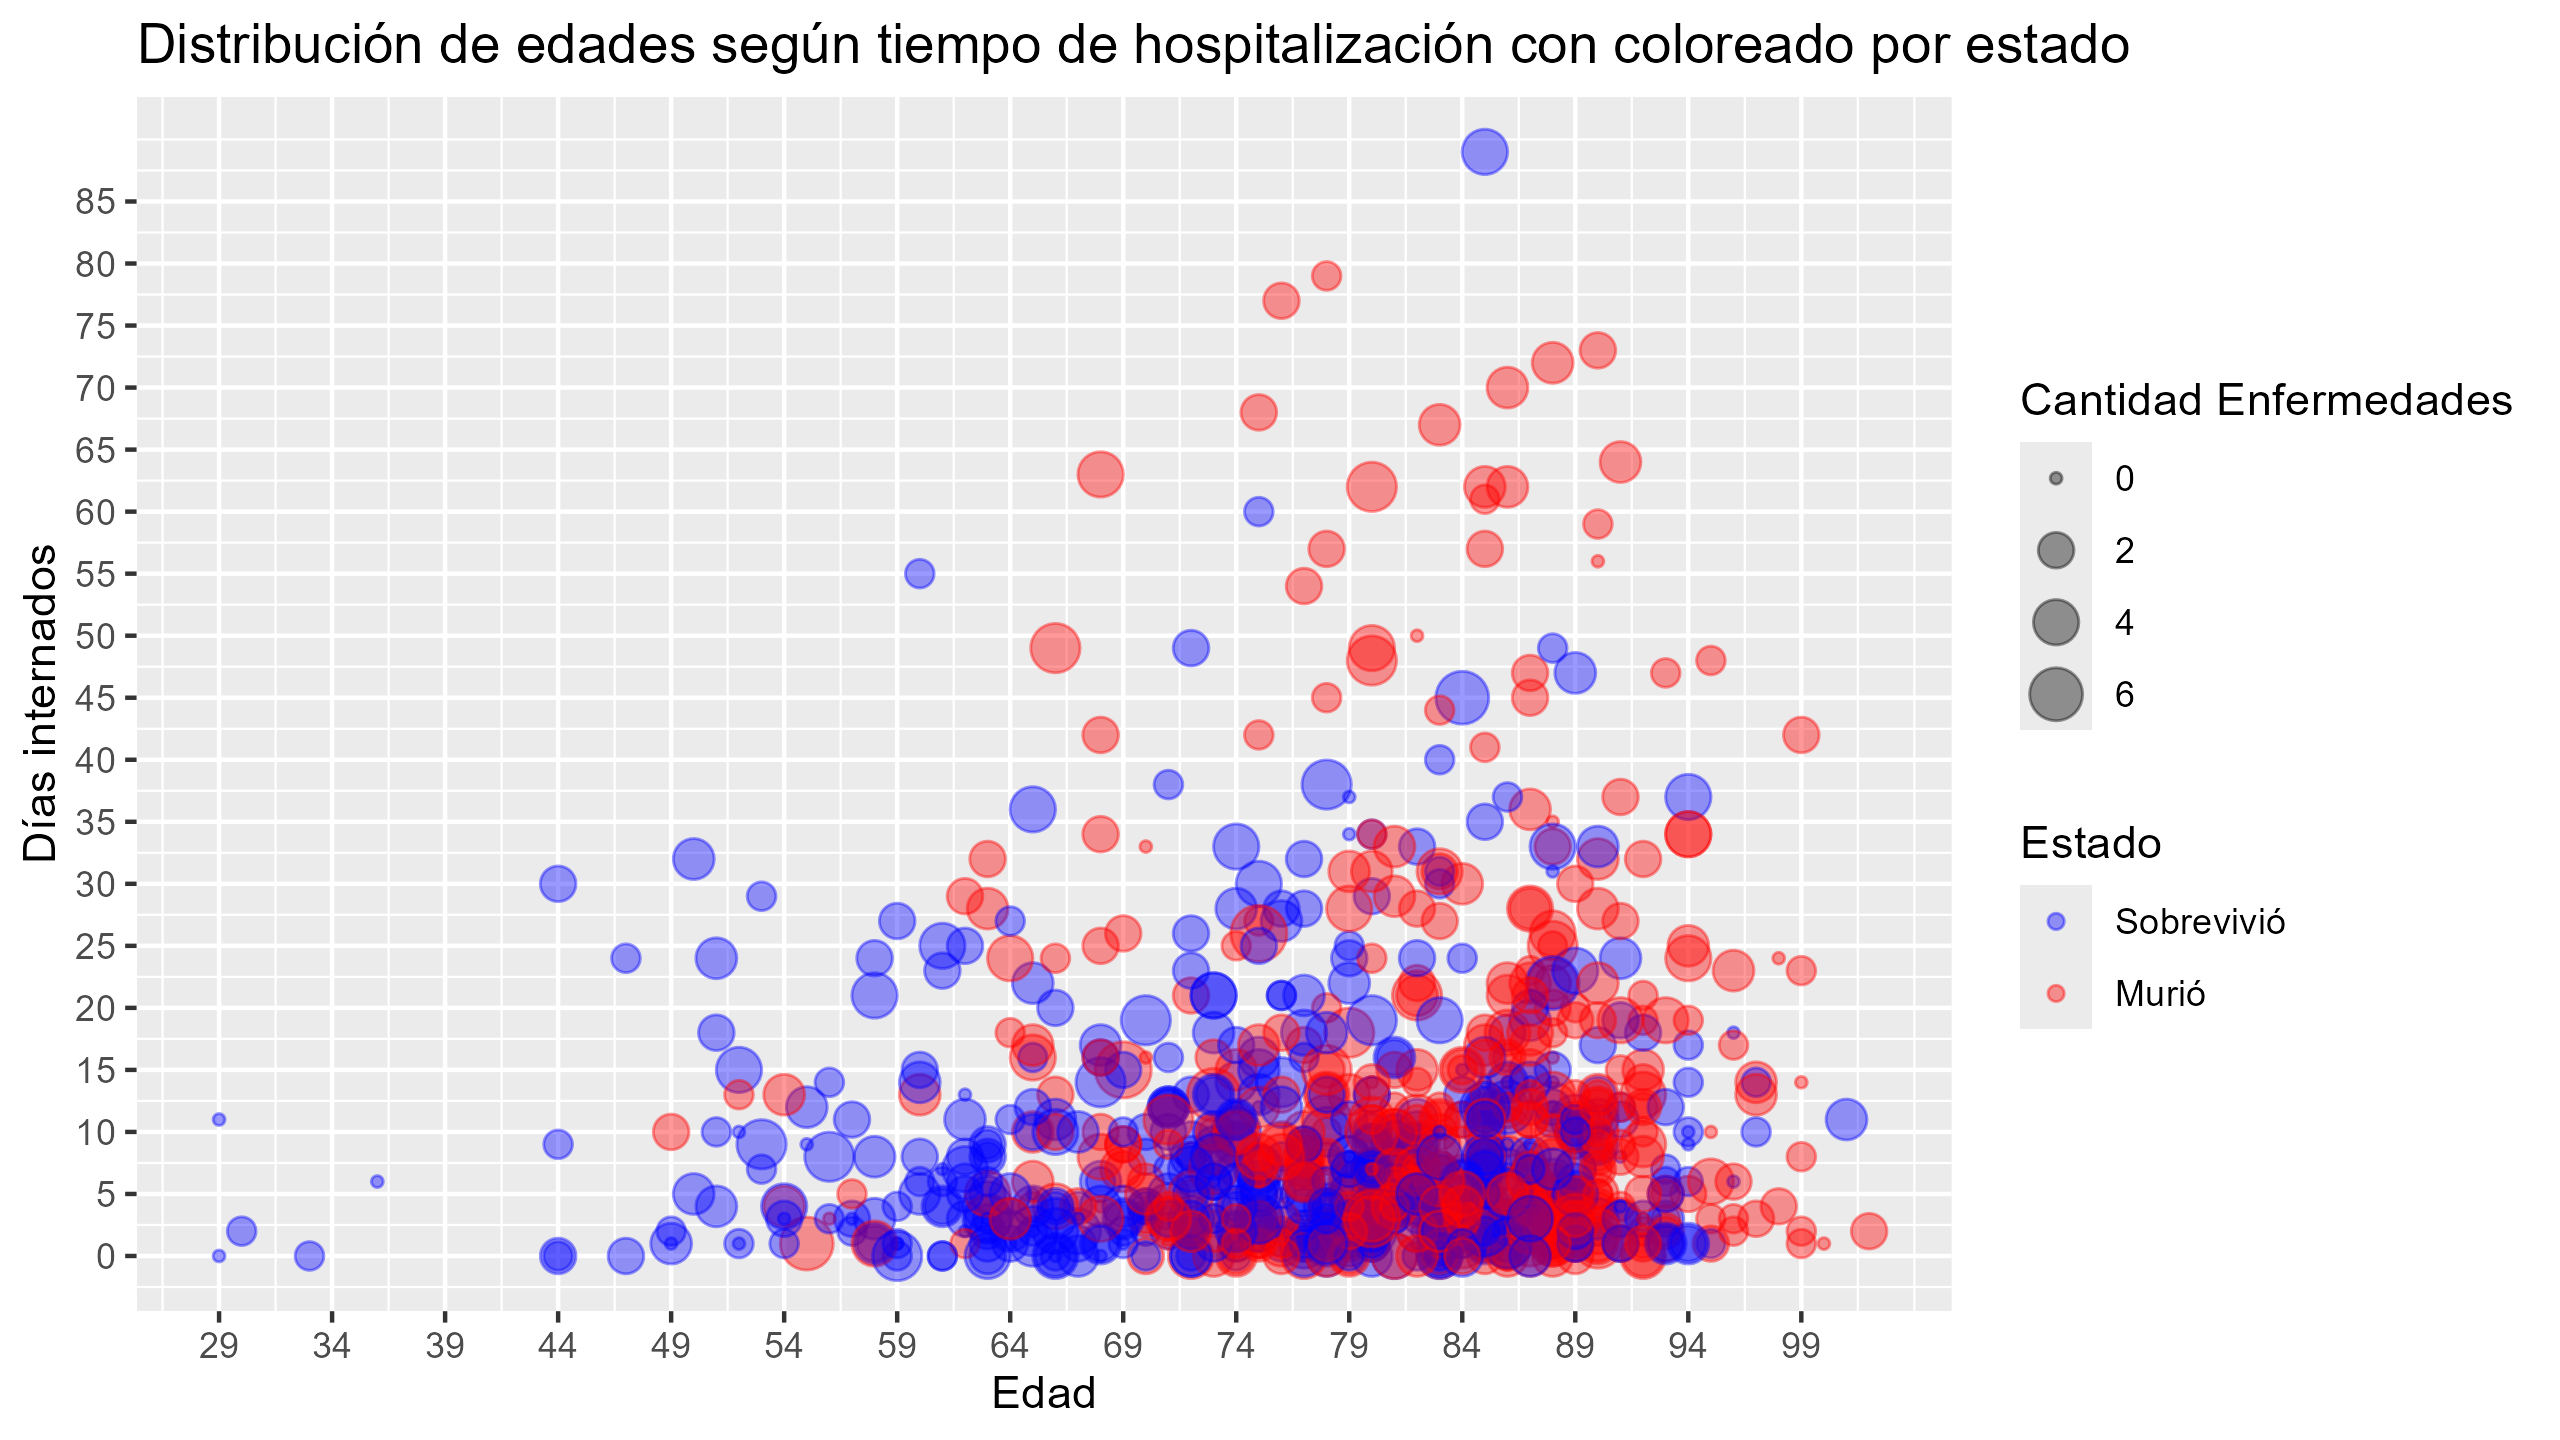 Distribución de edades según tiempo de hospitalización con coloreado por estado
Días internados
85
80
75
70
65
60
55
50
45
40
35
30
25
20
15
10
5
0
29 34 39 44 49 54 59 64 69 74 79 84 89 94 99
Edad
Cantidad Enfermedades
0
2
4
6
Estado
Sobrevivió
Murió